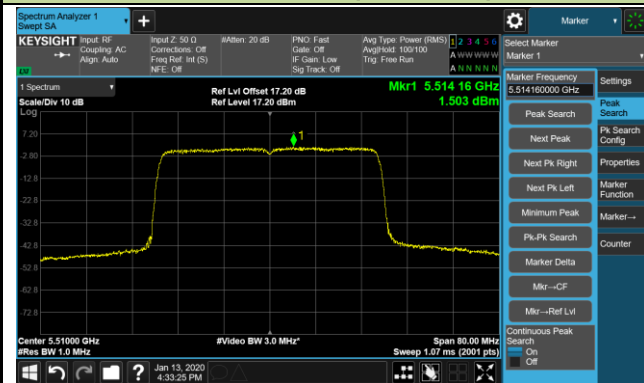 Spectrum Analyzer 1
Swept SA
Marker
KEYSIGHT
Input: RF
Coupling: AC
Align: Auto
Input Z: 50 Ω
Corrections: Off
Freq Ref: Int (S)
NFE: Off
#Atten: 20 dB
PNO: Fast
Gate: Off
IF Gain: Low
Sig Track: Off
Avg Type: Power (RMS)
Avg|Hold: 100/100
Trig: Free Run
1 2 3 4 5 6
A W W W W W
A N N N N N
Select Marker
Marker 1
1 Spectrum
Scale/Div 10 dB
Log
Ref Lvl Offset 17.20 dB
Ref Level 17.20 dBm
Mkr1 5.514 16 GHz
1.503 dBm
1
7.20
-2.80
-12.8
-22.8
-32.8
-42.8
-52.8
-62.8
-72.8
Center 5.51000 GHz
#Res BW 1.0 MHz
#Video BW 3.0 MHz*
Span 80.00 MHz
Sweep 1.07 ms (2001 pts)
Marker Frequency
5.514160000 GHz
Peak Search
Next Peak
Next Pk Right
Next Pk Left
Minimum Peak
Pk-Pk Search
Marker Delta
Mkr→CF
Mkr→Ref Lvl
Continuous Peak
Search
On
Off
Settings
Peak
Search
Pk Search
Config
Properties
Marker
Function
Marker→
Counter
?
Jan 13, 2020
4:33:25 PM